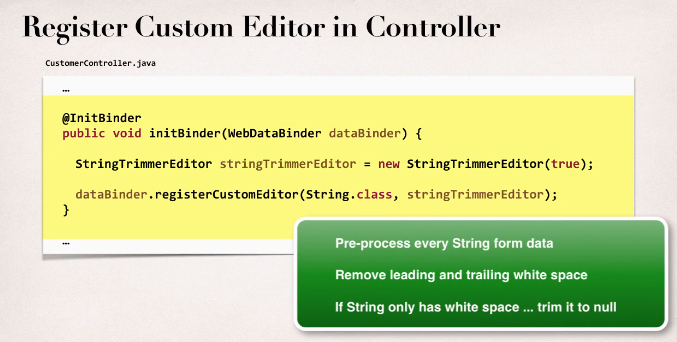 Register Custom Editor in Controller
CustomerController.java
…
@InitBinder
public void initBinder(WebDataBinder dataBinder) {
StringTrimmerEditor stringTrimmerEditor = new StringTrimmerEditor(true);
dataBinder.registerCustomEditor(String.class, stringTrimmerEditor);
}
…
Pre-process every String form data
Remove leading and trailing white space
If String only has white space ... trim it to null